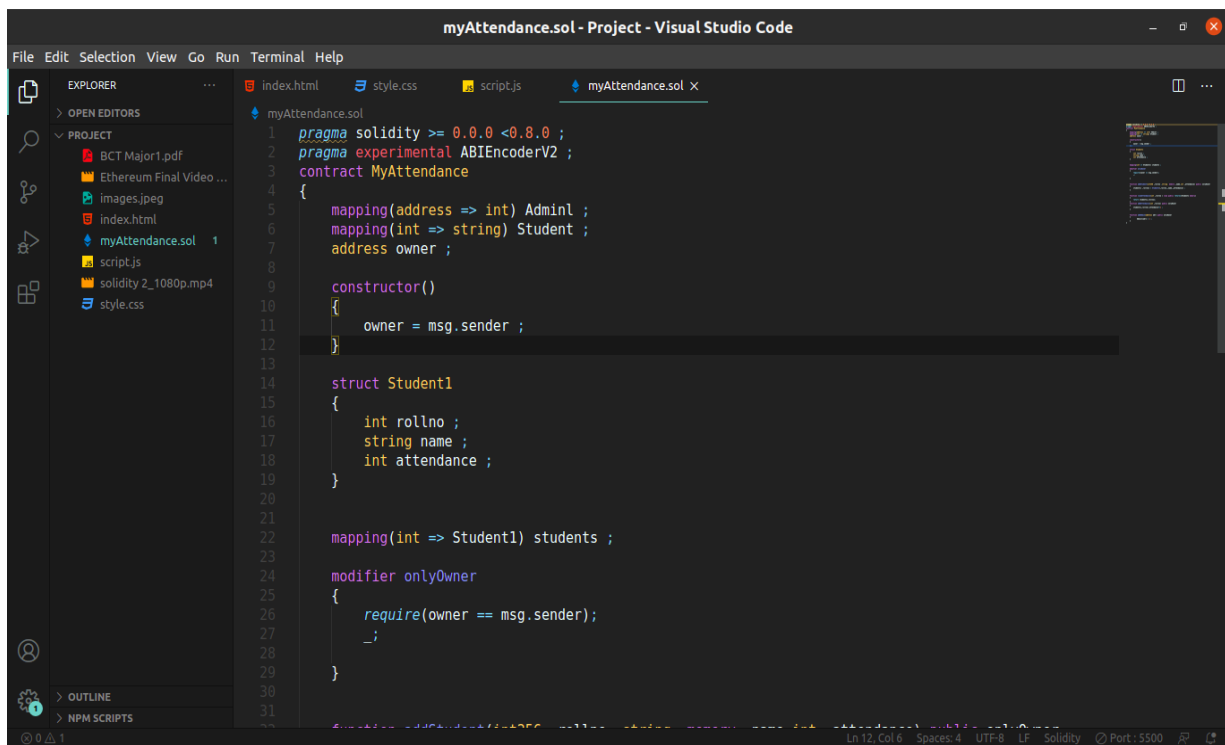 myAttendance.sol - Project - Visual Studio Code
File Edit Selection View Go Run Terminal Help
EXPLORER
OPEN EDITORS
PROJECT
BCT Major1.pdf
Ethereum Final Video ...
images.jpeg
index.html
myAttendance.sol 1
script.js
solidity 2_1080p.mp4
style.css
OUTLINE
NPM SCRIPTS
1
index.html style.css script.js myAttendance.sol
myAttendance.sol
1 pragma solidity >= 0.0.0 <0.8.0 ;
2 pragma experimental ABIEncoderV2 ;
3 contract MyAttendance
4 {
5 mapping(address => int) Adminl ;
6 mapping(int => string) Student ;
7 address owner ;
8
9 constructor()
10 {
11 owner = msg.sender ;
12 }
13
14 struct Student1
15 {
16 int rollno ;
17 string name ;
18 int attendance ;
19 }
20
21
22 mapping(int => Student1) students ;
23
24 modifier onlyOwner
25 {
26 require(owner == msg.sender);
27 _;
28
29 }
30
31
0 1 Ln 12, Col 6 Spaces: 4 UTF-8 LF Solidity Port : 5500